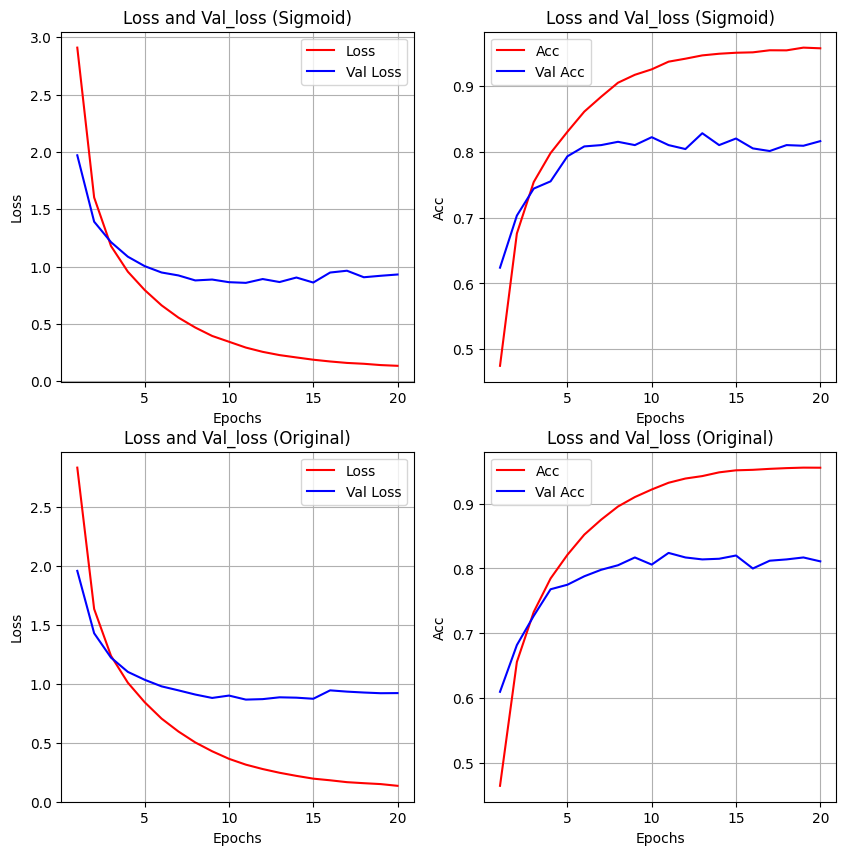 Loss and Val_loss (Sigmoid)
3.0
2.5
2.0
1.5
1.0
0.5
0.0
Loss
Loss
Val Loss
5
10
15
20
Epochs
Loss and Val_loss (Sigmoid)
0.9
0.8
0.7
0.6
0.5
Acc
Acc
Val Acc
5
10
15
20
Epochs
Loss and Val_loss (Original)
2.5
2.0
1.5
1.0
0.5
0.0
Loss
Loss
Val Loss
5
10
15
20
Epochs
Loss and Val_loss (Original)
0.9
0.8
0.7
0.6
0.5
Acc
Acc
Val Acc
5
10
15
20
Epochs